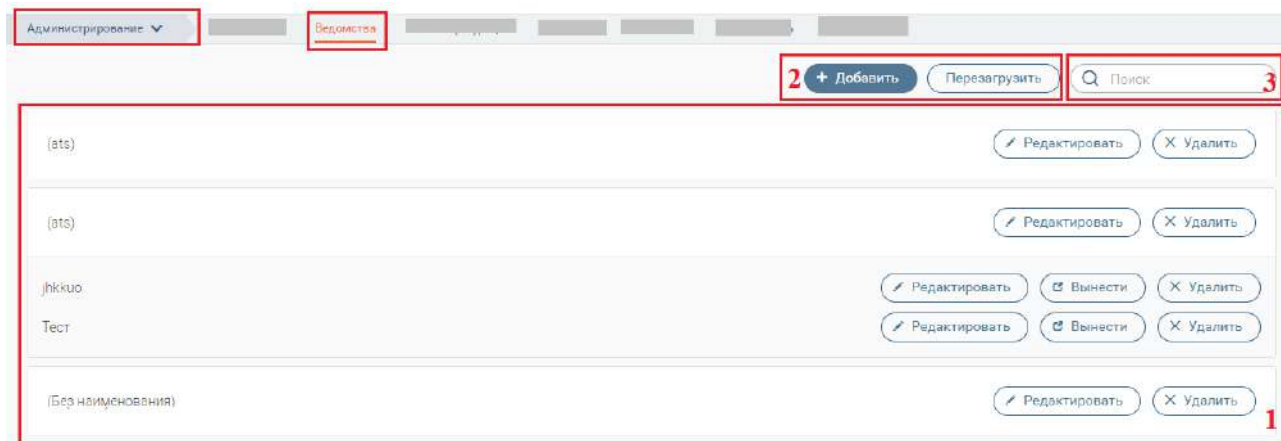 Администрирование Ведомства
2 + Добавить Перезагрузить Поиск 3
(ats) Редактировать X Удалить
(ats) Редактировать X Удалить
jhkkuo Редактировать Вынести X Удалить
Тест Редактировать Вынести X Удалить
(Без наименования) Редактировать X Удалить
1